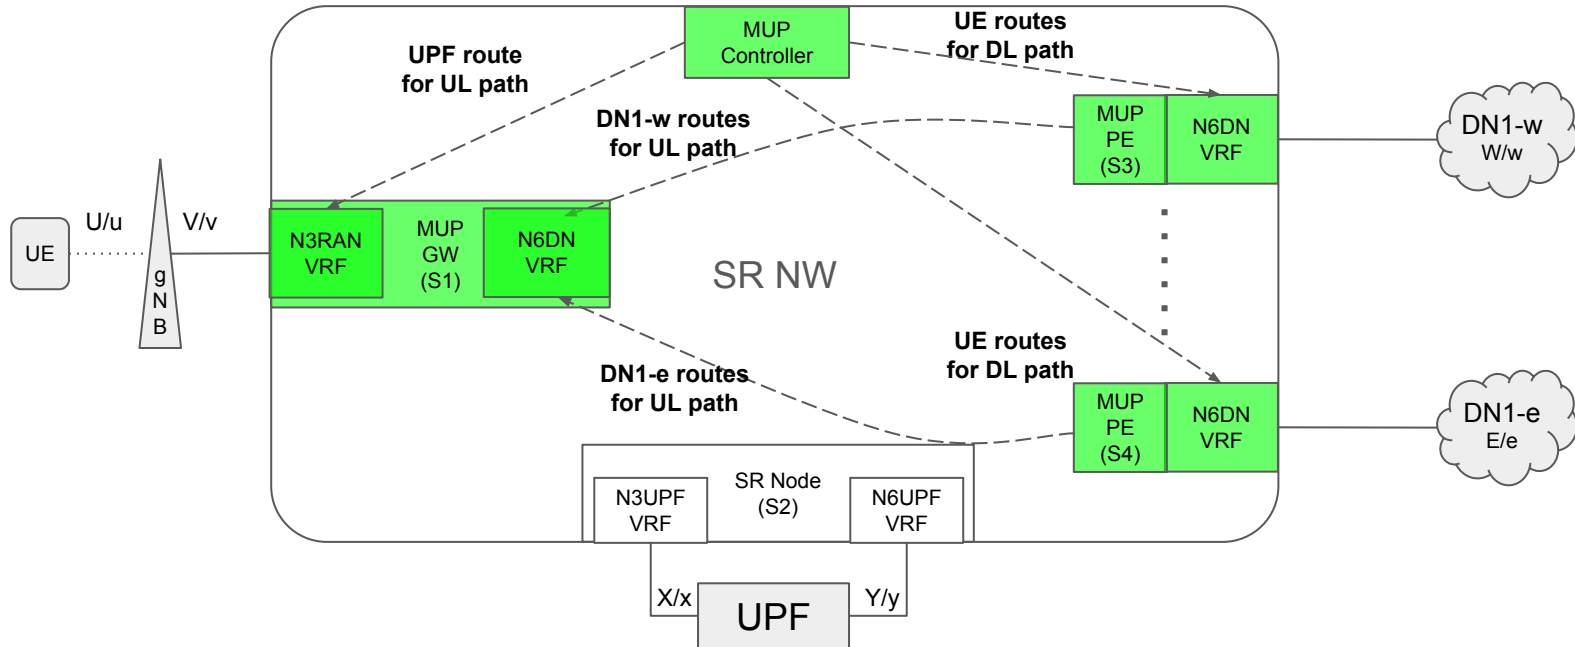 MUP
Controller
UE routes
for DL path
UPF route
for UL path
DN1-w routes
for UL path
MUP
PE
(S3)
N6DN
VRF
DN1-w
W/w
UE
U/u
gNB
V/v
N3RAN
VRF
MUP
GW
(S1)
N6DN
VRF
SR NW
UE routes
for DL path
DN1-e routes
for UL path
MUP
PE
(S4)
N6DN
VRF
DN1-e
E/e
SR Node
(S2)
N3UPF
VRF
N6UPF
VRF
X/x
UPF
Y/y